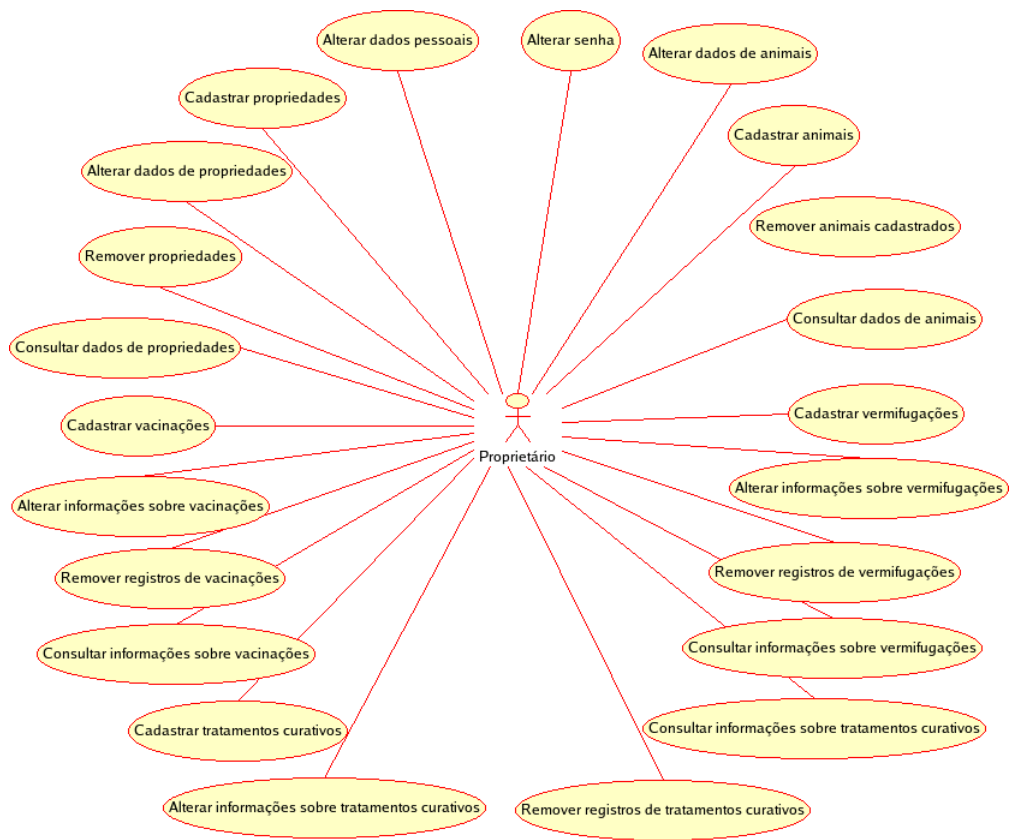 Alterar dados pessoais
Alterar senha
Alterar dados de animais
Cadastrar propriedades
Cadastrar animais
Alterar dados de propriedades
Remover animais cadastrados
Remover propriedades
Consultar dados de animais
Consultar dados de propriedades
Cadastrar vermifugações
Cadastrar vacinações
Proprietário
Alterar informações sobre vermifugações
Alterar informações sobre vacinações
Remover registros de vermifugações
Remover registros de vacinações
Consultar informações sobre vermifugações
Consultar informações sobre vacinações
Consultar informações sobre tratamentos curativos
Cadastrar tratamentos curativos
Alterar informações sobre tratamentos curativos
Remover registros de tratamentos curativos